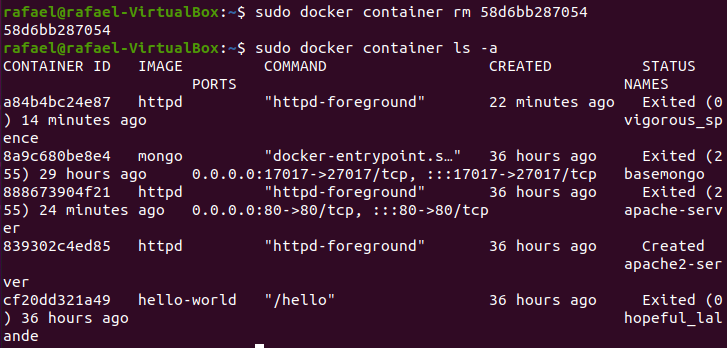 rafael@rafael-VirtualBox:~$ sudo docker container rm 58d6bb287054
58d6bb287054
rafael@rafael-VirtualBox:~$ sudo docker container ls -a
CONTAINER ID   IMAGE         COMMAND                  CREATED          STATUS
                     PORTS                                             NAMES
a84b4bc24e87   httpd         "httpd-foreground"       22 minutes ago   Exited (0
) 14 minutes ago                                                       vigorous_sp
ence
8a9c680be8e4   mongo         "docker-entrypoint.s…"   36 hours ago     Exited (2
55) 29 hours ago     0.0.0.0:17017->27017/tcp, :::17017->27017/tcp     basemongo
888673904f21   httpd         "httpd-foreground"       36 hours ago     Exited (2
55) 24 minutes ago   0.0.0.0:80->80/tcp, :::80->80/tcp                 apache-serv
er
839302c4ed85   httpd         "httpd-foreground"       36 hours ago     Created
                                                                       apache2-ser
ver
cf20dd321a49   hello-world   "/hello"                 36 hours ago     Exited (0
) 36 hours ago                                                         hopeful_lal
ande